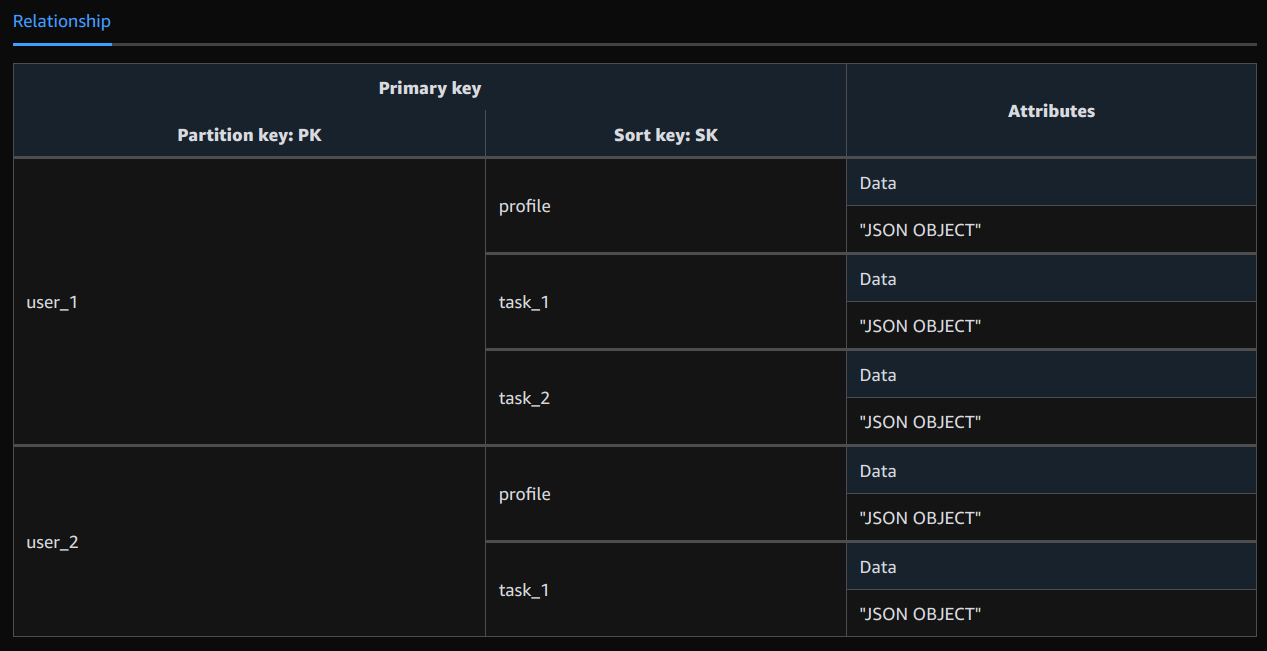 Relationship
Primary key
Attributes
Partition key: PK
Sort key: SK
user_1
profile
Data
"JSON OBJECT"
task_1
Data
"JSON OBJECT"
task_2
Data
"JSON OBJECT"
user_2
profile
Data
"JSON OBJECT"
task_1
Data
"JSON OBJECT"